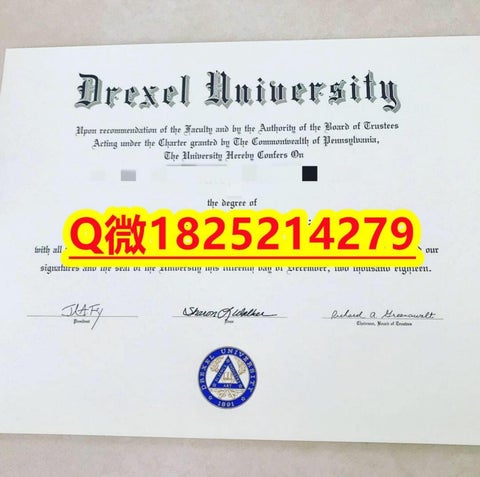 Drexel University
Upon recommendation of the Faculty and by the Authority of the Board of Trustees
Acting under the Charter granted by The Commonwealth of Pennsylvania,
The University Hereby Confers On
the degree of
Q微1825214279
with all our
signatures and the seal of the University this fifteenth day of December, two thousand eighteen.
President
Chairman, Board of Trustees
DREXEL UNIVERSITY
1891